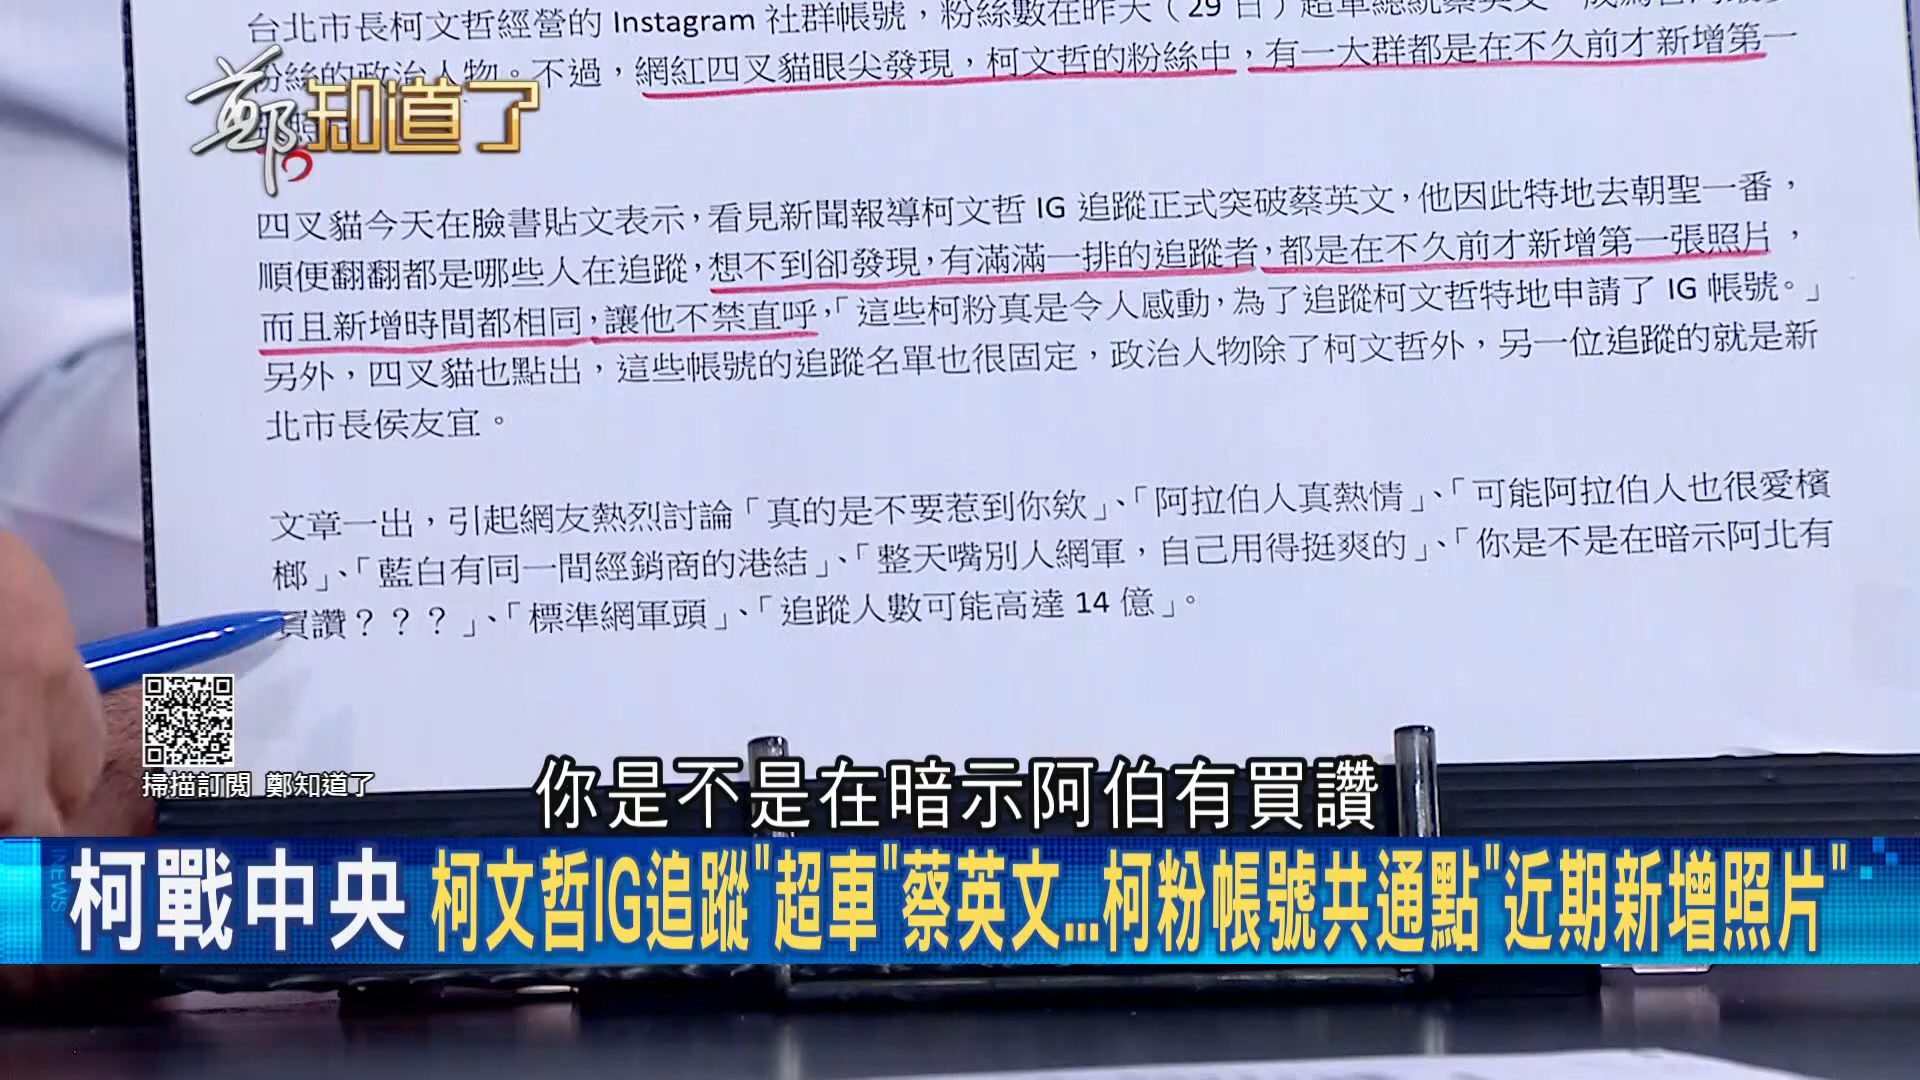 台北市長柯文哲經營的 Instagram 社群帳號，粉絲數在昨天（29 日）超車總統蔡英文
粉絲的政治人物。不過，網紅四叉貓眼尖發現，柯文哲的粉絲中，有一大群都是在不久前才新增第一
鄭知道了
四叉貓今天在臉書貼文表示，看見新聞報導柯文哲 IG 追蹤正式突破蔡英文，他因此特地去朝聖一番，
順便翻翻都是哪些人在追蹤，想不到卻發現，有滿滿一排的追蹤者，都是在不久前才新增第一張照片，
而且新增時間都相同，讓他不禁直呼，「這些柯粉真是令人感動，為了追蹤柯文哲特地申請了 IG 帳號。」
另外，四叉貓也點出，這些帳號的追蹤名單也很固定，政治人物除了柯文哲外，另一位追蹤的就是新
北市長侯友宜。
文章一出，引起網友熱烈討論「真的是不要惹到你欸」、「阿拉伯人真熱情」、「可能阿拉伯人也很愛檳
榔」、「藍白有同一間經銷商的港結」、「整天嘴別人網軍，自己用得挺爽的」、「你是不是在暗示阿北有
買讚？？？」、「標準網軍頭」、「追蹤人數可能高達 14 億」。
掃描訂閱 鄭知道了
你是不是在暗示阿伯有買讚
INEWS
柯戰中央 柯文哲IG追蹤"超車"蔡英文...柯粉帳號共通點"近期新增照片"